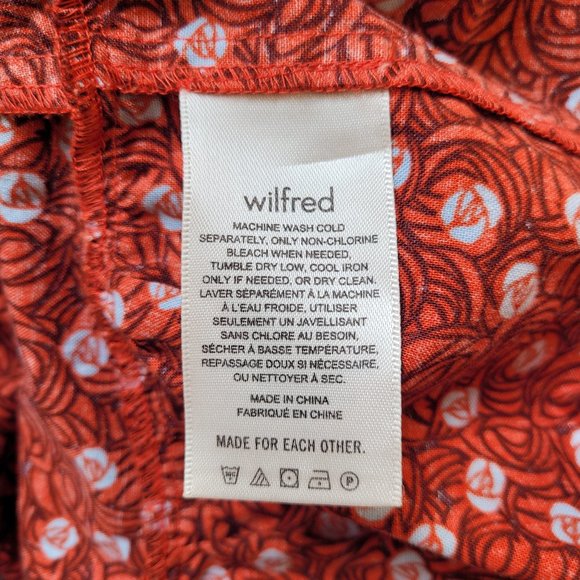 wilfred
MACHINE WASH COLD
SEPARATELY, ONLY NON-CHLORINE
BLEACH WHEN NEEDED,
TUMBLE DRY LOW, COOL IRON
ONLY IF NEEDED, OR DRY CLEAN.
LAVER SÉPARÉMENT À LA MACHINE
À L'EAU FROIDE, UTILISER
SEULEMENT UN JAVELLISANT
SANS CHLORE AU BESOIN,
SÉCHER À BASSE TEMPÉRATURE,
REPASSAGE DOUX SI NÉCESSAIRE,
OU NETTOYER À SEC.
MADE IN CHINA
FABRIQUÉ EN CHINE
MADE FOR EACH OTHER.
P